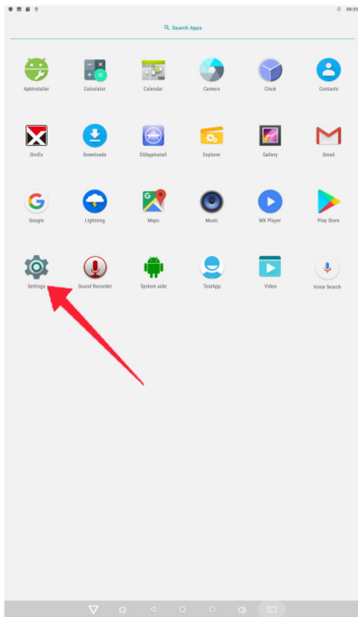 Search Apps
ApkInstaller Calculator Calendar Camera Clock Contacts
Downloads DSAppInstall Explorer Gallery Gmail
Google Lightning Maps Music MX Player Play Store
Settings Sound Recorder System aide TestApp Video Voice Search